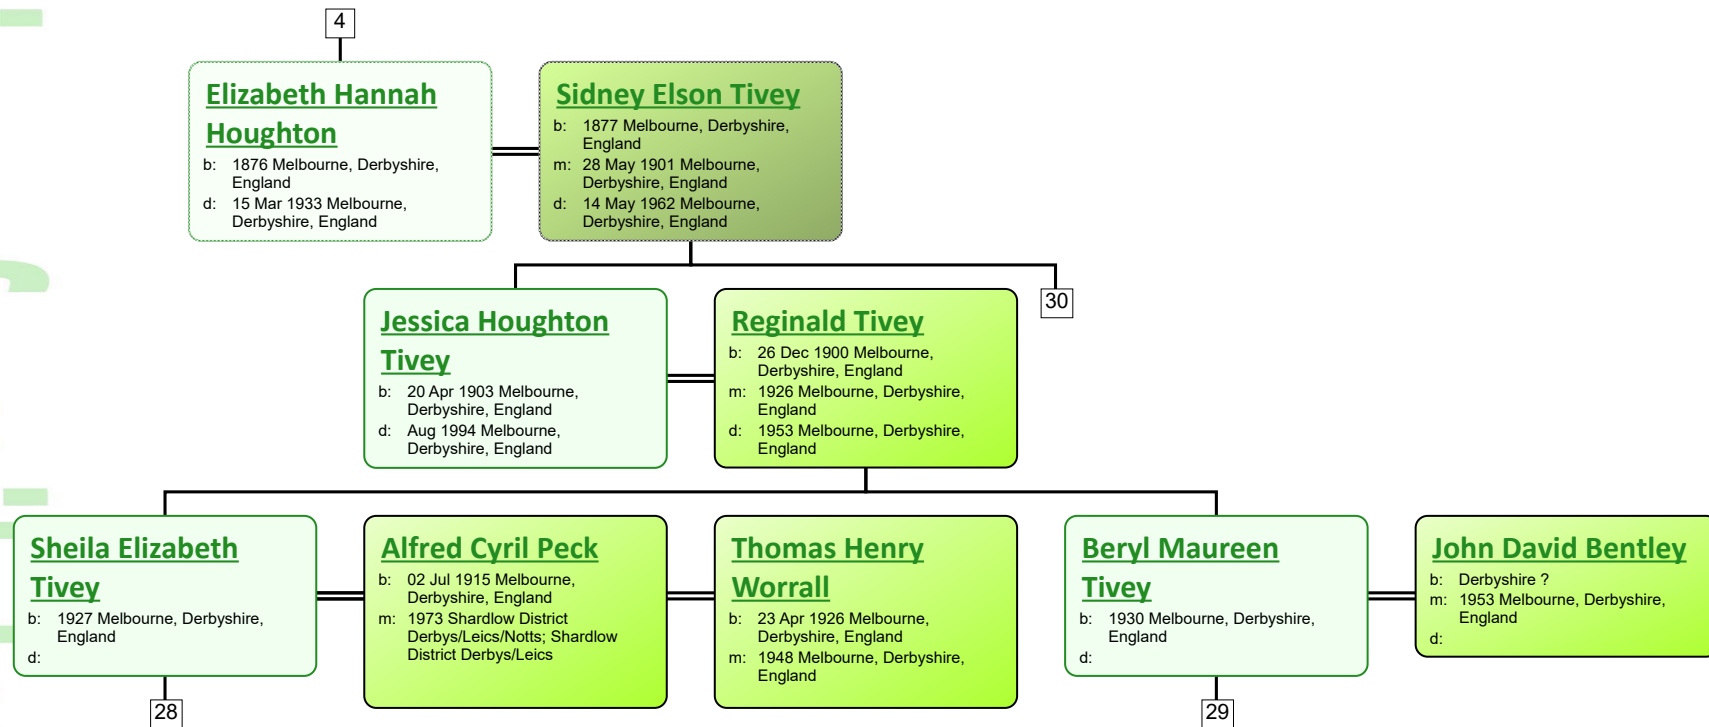 4
Elizabeth Hannah
Houghton
b: 1876 Melbourne, Derbyshire,
England
d: 15 Mar 1933 Melbourne,
Derbyshire, England
Sidney Elson Tivey
b: 1877 Melbourne, Derbyshire,
England
m: 28 May 1901 Melbourne,
Derbyshire, England
d: 14 May 1962 Melbourne,
Derbyshire, England
Jessica Houghton
Tivey
b: 20 Apr 1903 Melbourne,
Derbyshire, England
d: Aug 1994 Melbourne,
Derbyshire, England
Reginald Tivey
b: 26 Dec 1900 Melbourne,
Derbyshire, England
m: 1926 Melbourne, Derbyshire,
England
d: 1953 Melbourne, Derbyshire,
England
30
Sheila Elizabeth
Tivey
b: 1927 Melbourne, Derbyshire,
England
d:
Alfred Cyril Peck
b: 02 Jul 1915 Melbourne,
Derbyshire, England
m: 1973 Shardlow District
Derbys/Leics/Notts; Shardlow
District Derbys/Leics
Thomas Henry
Worrall
b: 23 Apr 1926 Melbourne,
Derbyshire, England
m: 1948 Melbourne, Derbyshire,
England
Beryl Maureen
Tivey
b: 1930 Melbourne, Derbyshire,
England
d:
John David Bentley
b: Derbyshire ?
m: 1953 Melbourne, Derbyshire,
England
d:
28
29